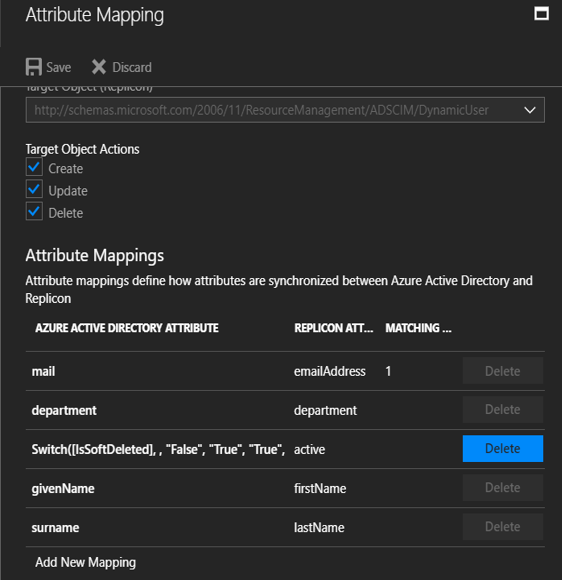 Attribute Mapping
Save Discard
Target Object (Replicon)
http://schemas.microsoft.com/2006/11/ResourceManagement/ADSCIM/DynamicUser
Target Object Actions
Create
Update
Delete
Attribute Mappings
Attribute mappings define how attributes are synchronized between Azure Active Directory and
Replicon
AZURE ACTIVE DIRECTORY ATTRIBUTE REPLICON ATT... MATCHING ...
mail emailAddress 1 Delete
department department Delete
Switch([IsSoftDeleted], , "False", "True", "True", active Delete
givenName firstName Delete
surname lastName Delete
Add New Mapping